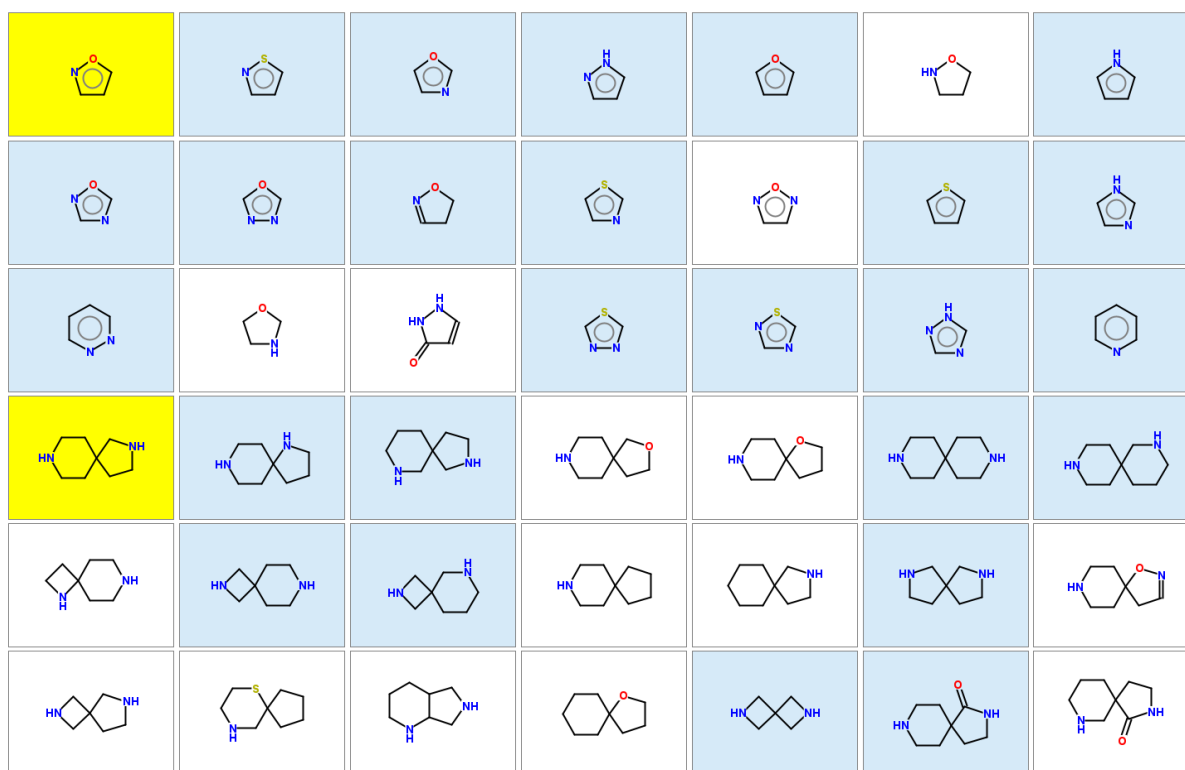 O S O H O O H
N N N N N HN N
O O O S O S H
N N N N N N N N N N N
N N O H N HN O S N N S N N H N N N N
HN NH HN H N N H NH HN O HN O HN NH HN H N
N H NH HN NH HN H N HN NH HN NH HN O N
HN NH S N H N H NH O HN NH HN O NH N H O NH